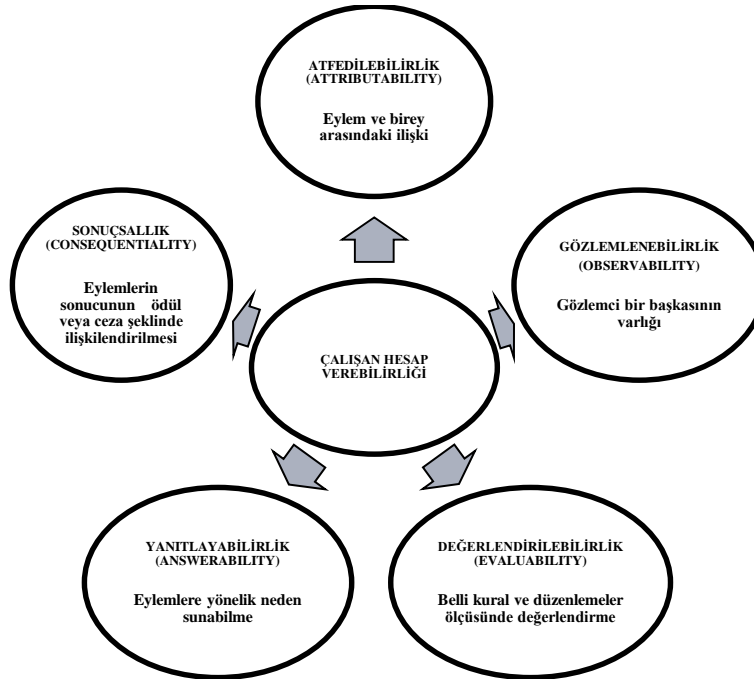 ATFEDİLEBİLİRLİK
(ATTRIBUTABILITY)
Eylem ve birey
arasındaki ilişki
SONUÇSALLIK
(CONSEQUENTIALITY)
Eylemlerin
sonucunun ödül
veya ceza şeklinde
ilişkilendirilmesi
GÖZLEMLENEBİLİRLİK
(OBSERVABILITY)
Gözlemci bir başkasının
varlığı
ÇALIŞAN HESAP
VEREBİLİRLİĞİ
YANITLAYABİLİRLİK
(ANSWERABILITY)
Eylemlere yönelik neden
sunabilme
DEĞERLENDİRİLEBİLİRLİK
(EVALUABILITY)
Belli kural ve düzenlemeler
ölçüsünde değerlendirme